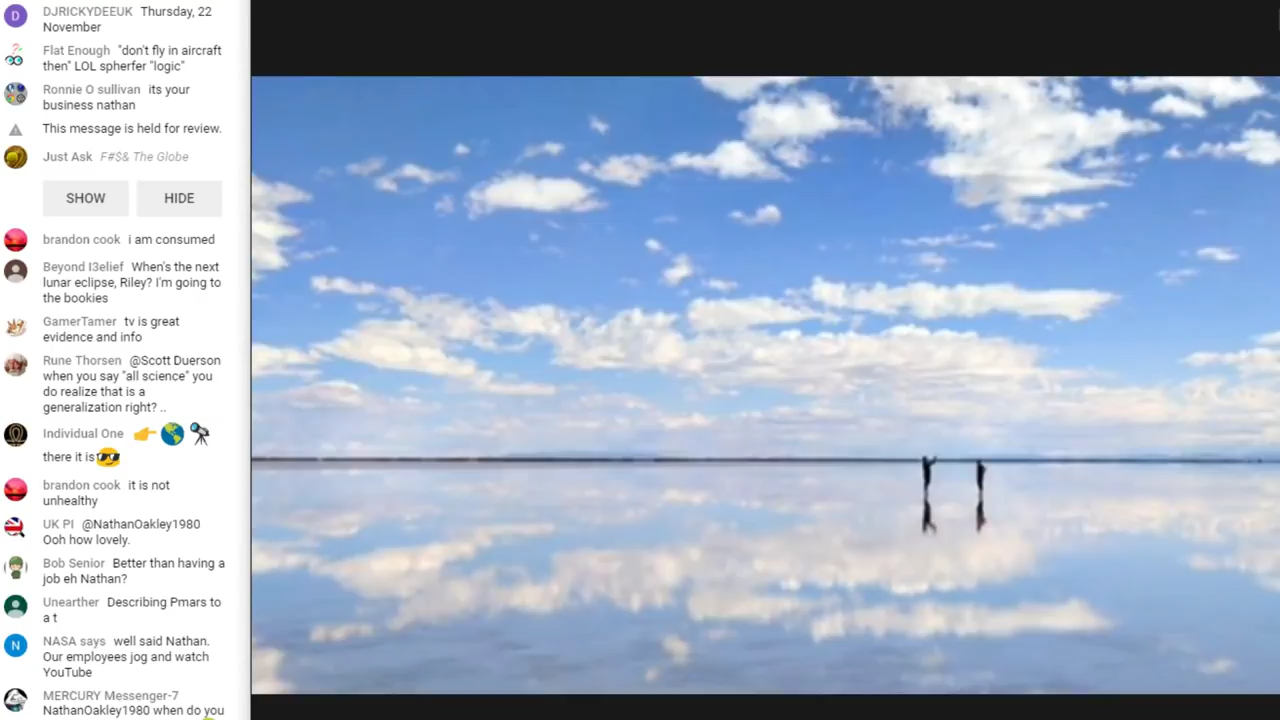 DJRICKYDEEUK Thursday, 22
November
Flat Enough "don't fly in aircraft
then" LOL spherfer "logic"
Ronnie O sullivan its your
business nathan
This message is held for review.
Just Ask F#$& The Globe
SHOW HIDE
brandon cook i am consumed
Beyond I3elief When's the next
lunar eclipse, Riley? I'm going to
the bookies
GamerTamer tv is great
evidence and info
Rune Thorsen @Scott Duerson
when you say "all science" you
do realize that is a
generalization right? ..
Individual One
there it is
brandon cook it is not
unhealthy
UK PI @NathanOakley1980
Ooh how lovely.
Bob Senior Better than having a
job eh Nathan?
Unearther Describing Pmars to
a t
NASA says well said Nathan.
Our employees jog and watch
YouTube
MERCURY Messenger-7
NathanOakley1980 when do you